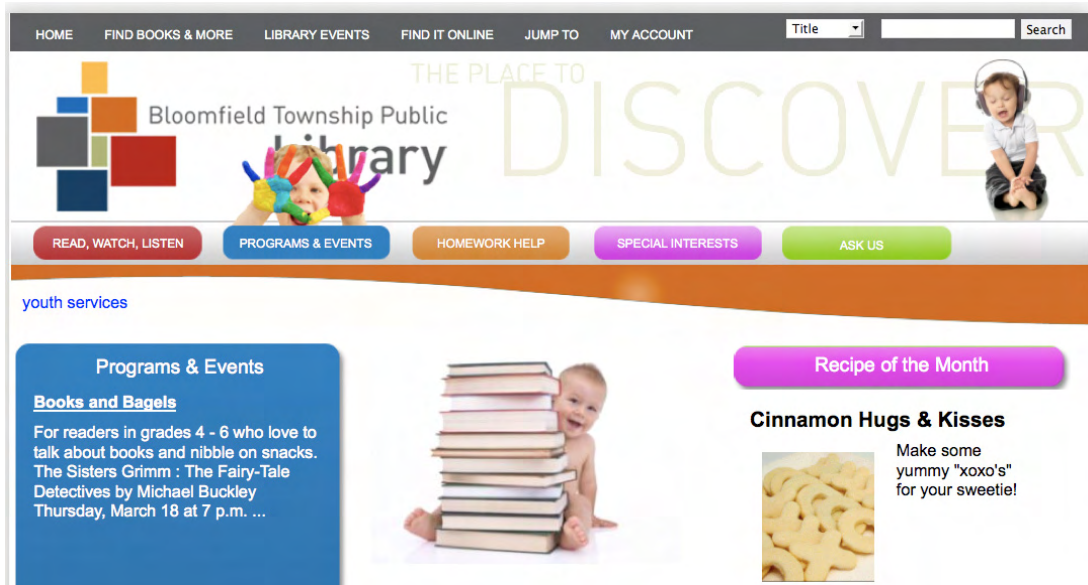 HOME FIND BOOKS & MORE LIBRARY EVENTS FIND IT ONLINE JUMP TO MY ACCOUNT Title Search
THE PLACE TO
DISCOVER
Bloomfield Township Public
Library
READ, WATCH, LISTEN PROGRAMS & EVENTS HOMEWORK HELP SPECIAL INTERESTS ASK US
youth services
Programs & Events
Books and Bagels
For readers in grades 4 - 6 who love to
talk about books and nibble on snacks.
The Sisters Grimm : The Fairy-Tale
Detectives by Michael Buckley
Thursday, March 18 at 7 p.m. ...
Recipe of the Month
Cinnamon Hugs & Kisses
Make some
yummy "xoxo's"
for your sweetie!